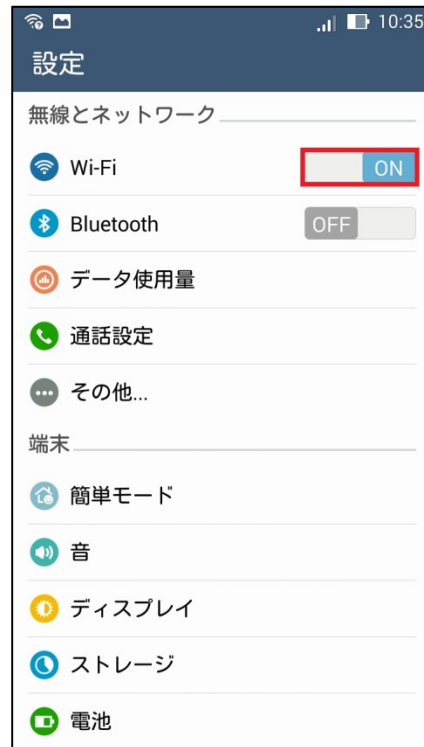 10:35
設定
無線とネットワーク
Wi-Fi ON
Bluetooth OFF
データ使用量
通話設定
その他...
端末
簡単モード
音
ディスプレイ
ストレージ
電池